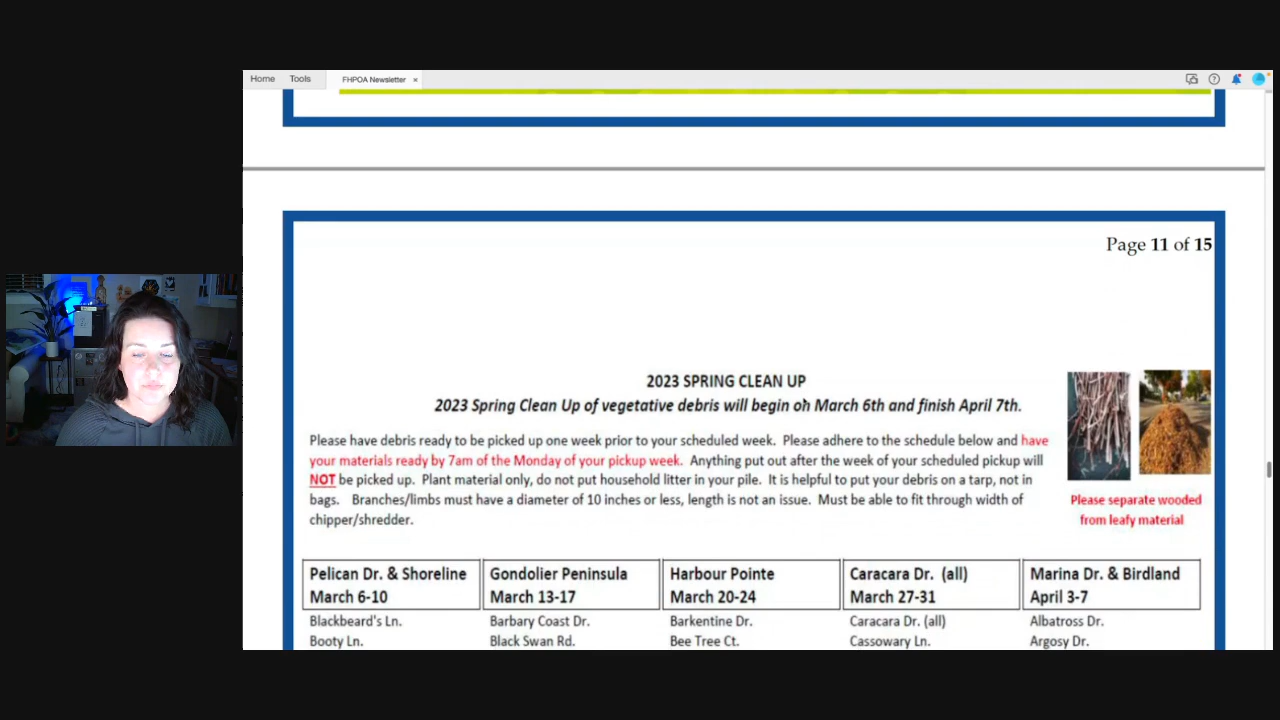 Home Tools FHPOA Newsletter ×
Page 11 of 15
2023 SPRING CLEAN UP
2023 Spring Clean Up of vegetative debris will begin on March 6th and finish April 7th.
Please have debris ready to be picked up one week prior to your scheduled week. Please adhere to the schedule below and have
your materials ready by 7am of the Monday of your pickup week. Anything put out after the week of your scheduled pickup will
NOT be picked up. Plant material only, do not put household litter in your pile. It is helpful to put your debris on a tarp, not in
bags. Branches/limbs must have a diameter of 10 inches or less, length is not an issue. Must be able to fit through width of
chipper/shredder.
Please separate wooded
from leafy material
Pelican Dr. & Shoreline Gondolier Peninsula Harbour Pointe Caracara Dr. (all) Marina Dr. & Birdland
March 6-10 March 13-17 March 20-24 March 27-31 April 3-7
Blackbeard's Ln. Barbary Coast Dr. Barkentine Dr. Caracara Dr. (all) Albatross Dr.
Booty Ln. Black Swan Rd. Bee Tree Ct. Cassowary Ln. Argosy Dr.